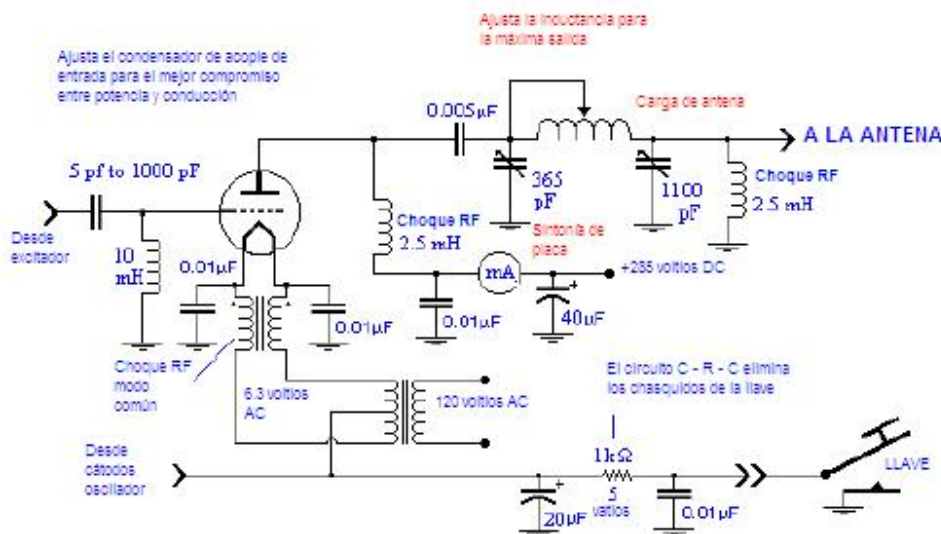 Ajusta la inductancia para
la máxima salida
Ajusta el condensador de acople de
entrada para el mejor compromiso
entre potencia y conducción
0.005µF
Carga de antena
A LA ANTENA
5 pf to 1000 pF
365
pF
1100
pF
Choque RF
2.5 mH
Choque RF
2.5 mH
Sintonía de
placa
Desde
excitador
10
mH
0.01µF
mA
+285 voltios DC
0.01µF
0.01µF
40µF
Choque RF
modo
común
6.3 voltios
AC
120 voltios AC
El circuito C - R - C elimina
los chasquidos de la llave
Desde
cátodos
oscilador
1kΩ
5
vatios
20µF
0.01µF
LLAVE